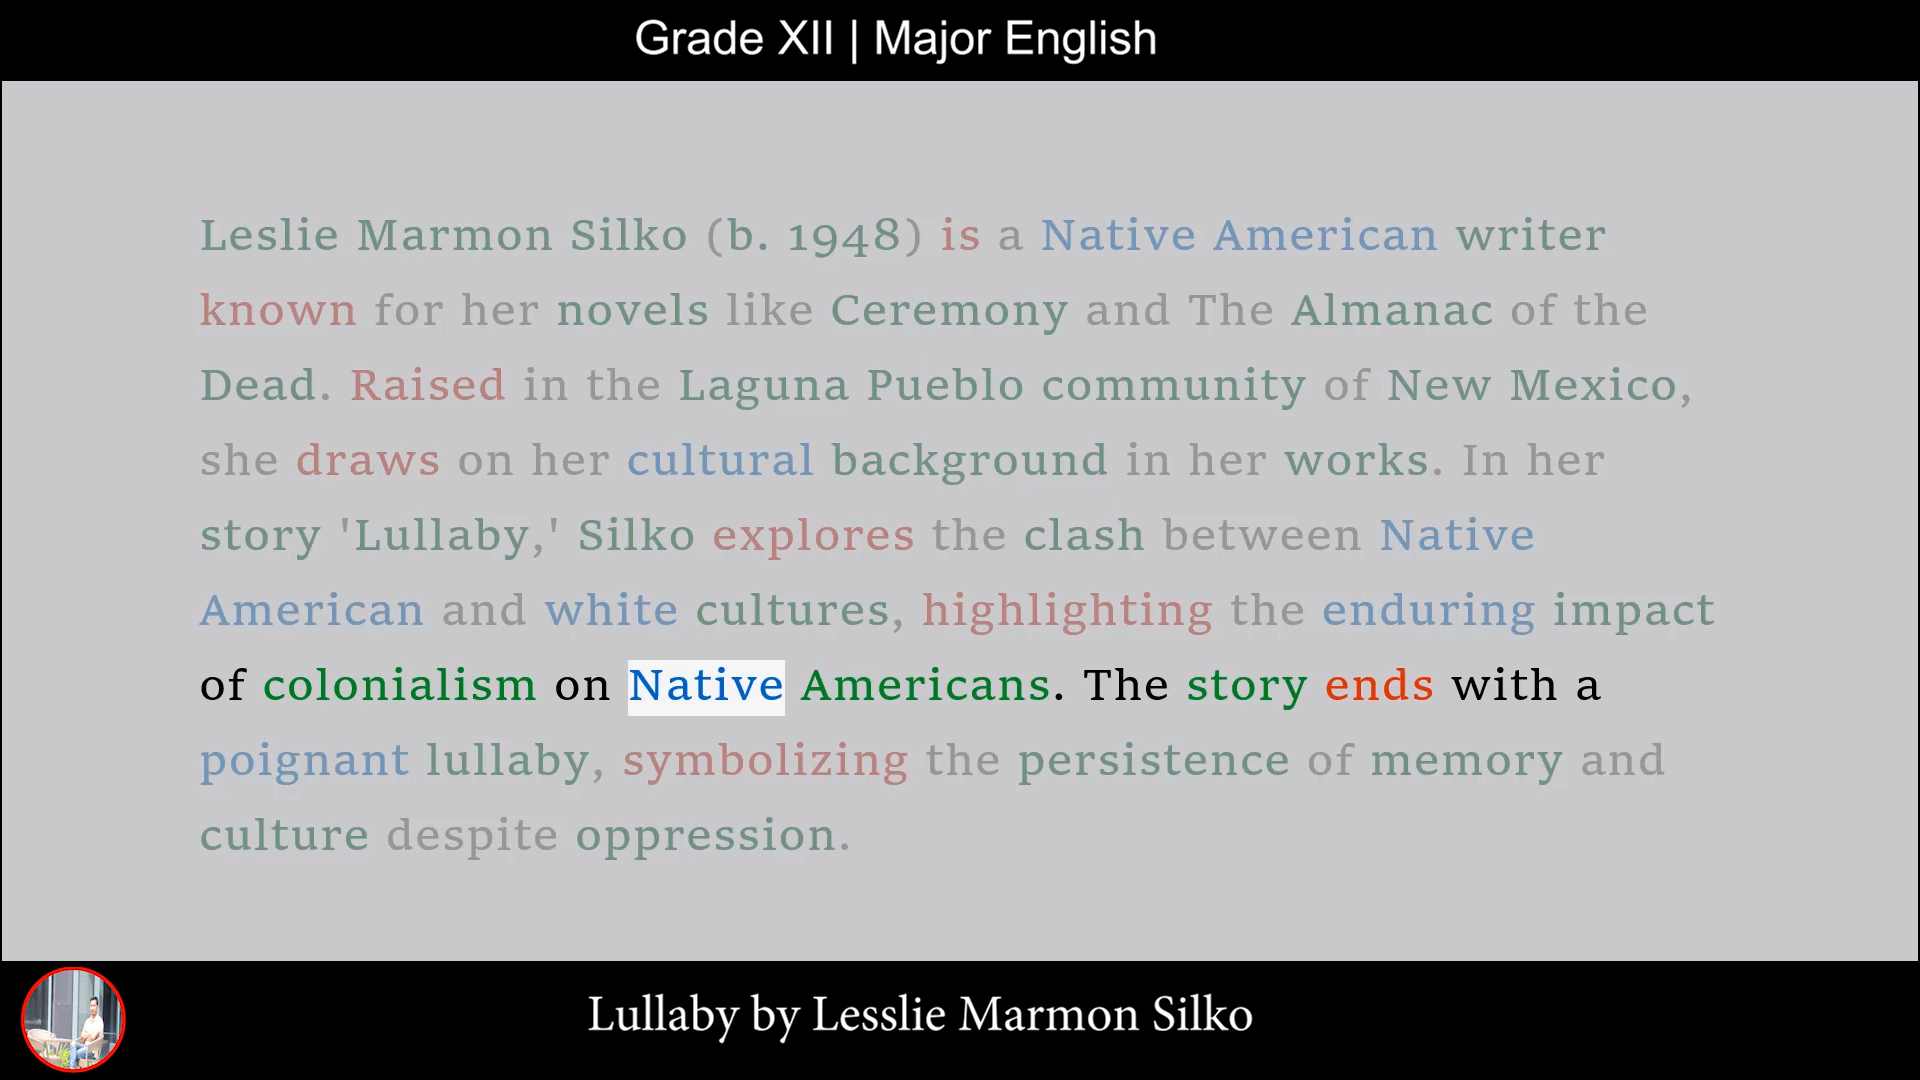 Grade XII | Major English
Leslie Marmon Silko (b. 1948) is a Native American writer
known for her novels like Ceremony and The Almanac of the
Dead. Raised in the Laguna Pueblo community of New Mexico,
she draws on her cultural background in her works. In her
story 'Lullaby,' Silko explores the clash between Native
American and white cultures, highlighting the enduring impact
of colonialism on Native Americans. The story ends with a
poignant lullaby, symbolizing the persistence of memory and
culture despite oppression.
Lullaby by Lesslie Marmon Silko